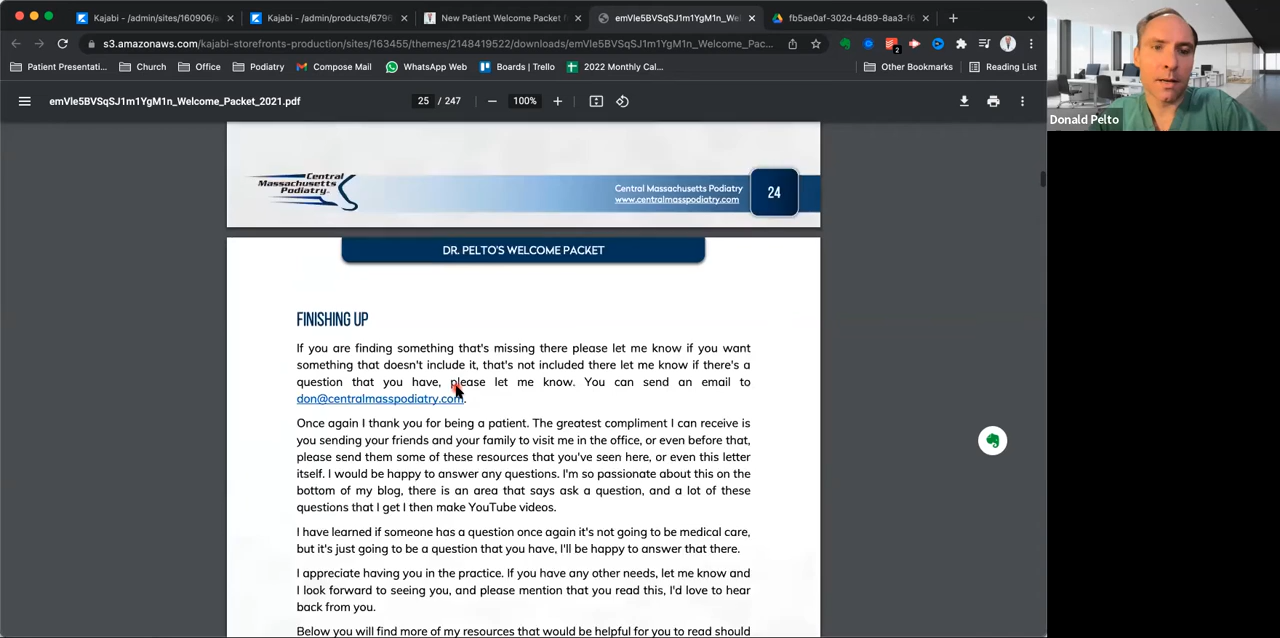 Kajabi - /admin/sites/160906/a
Kajabi - /admin/products/6796
New Patient Welcome Packet
emVle5BVSqSJ1m1YgM1n_Wel
fb5ae0af-302d-4d89-8aa3-f6
s3.amazonaws.com/kajabi-storefronts-production/sites/163455/themes/2148419522/downloads/emVle5BVSqSJ1m1YgM1n_Welcome_Pac...
Patient Presentati...
Church
Office
Podiatry
Compose Mail
WhatsApp Web
Boards | Trello
2022 Monthly Cal...
Other Bookmarks
Reading List
emVle5BVSqSJ1m1YgM1n_Welcome_Packet_2021.pdf
25 / 247
100%
2
Donald Pelto
Central
Massachusetts
Podiatry
Central Massachusetts Podiatry
www.centralmasspodiatry.com
24
DR. PELTO'S WELCOME PACKET
FINISHING UP
If you are finding something that's missing there please let me know if you want
something that doesn't include it, that's not included there let me know if there's a
question that you have, please let me know. You can send an email to
don@centralmasspodiatry.com.
Once again I thank you for being a patient. The greatest compliment I can receive is
you sending your friends and your family to visit me in the office, or even before that,
please send them some of these resources that you've seen here, or even this letter
itself. I would be happy to answer any questions. I'm so passionate about this on the
bottom of my blog, there is an area that says ask a question, and a lot of these
questions that I get I then make YouTube videos.
I have learned if someone has a question once again it's not going to be medical care,
but it's just going to be a question that you have, I'll be happy to answer that there.
I appreciate having you in the practice. If you have any other needs, let me know and
I look forward to seeing you, and please mention that you read this, I'd love to hear
back from you.
Below you will find more of my resources that would be helpful for you to read should